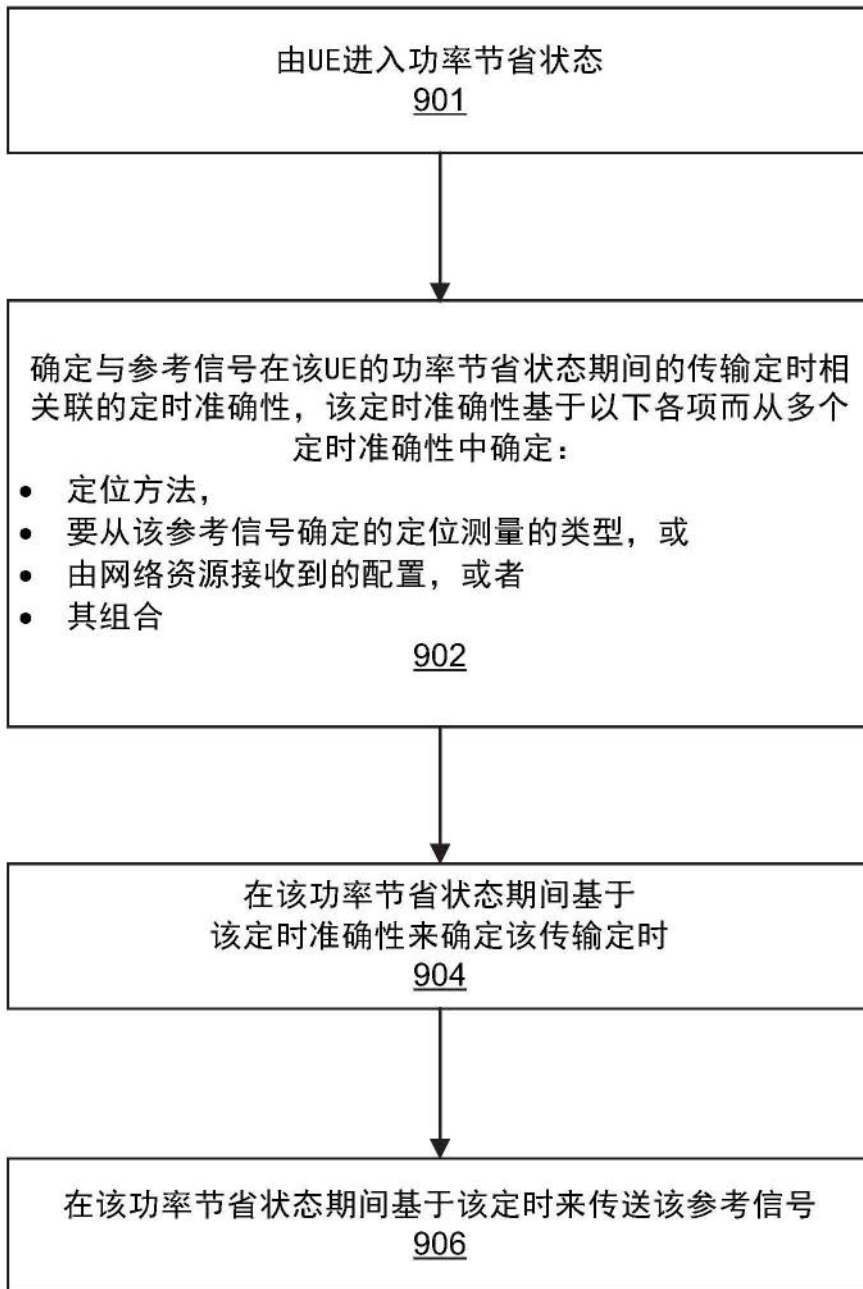 由UE进入功率节省状态
901
确定与参考信号在该UE的功率节省状态期间的传输定时相
关联的定时准确性，该定时准确性基于以下各项而从多个
定时准确性中确定：
• 定位方法，
• 要从该参考信号确定的定位测量的类型，或
• 由网络资源接收到的配置，或者
• 其组合
902
在该功率节省状态期间基于
该定时准确性来确定该传输定时
904
在该功率节省状态期间基于该定时来传送该参考信号
906